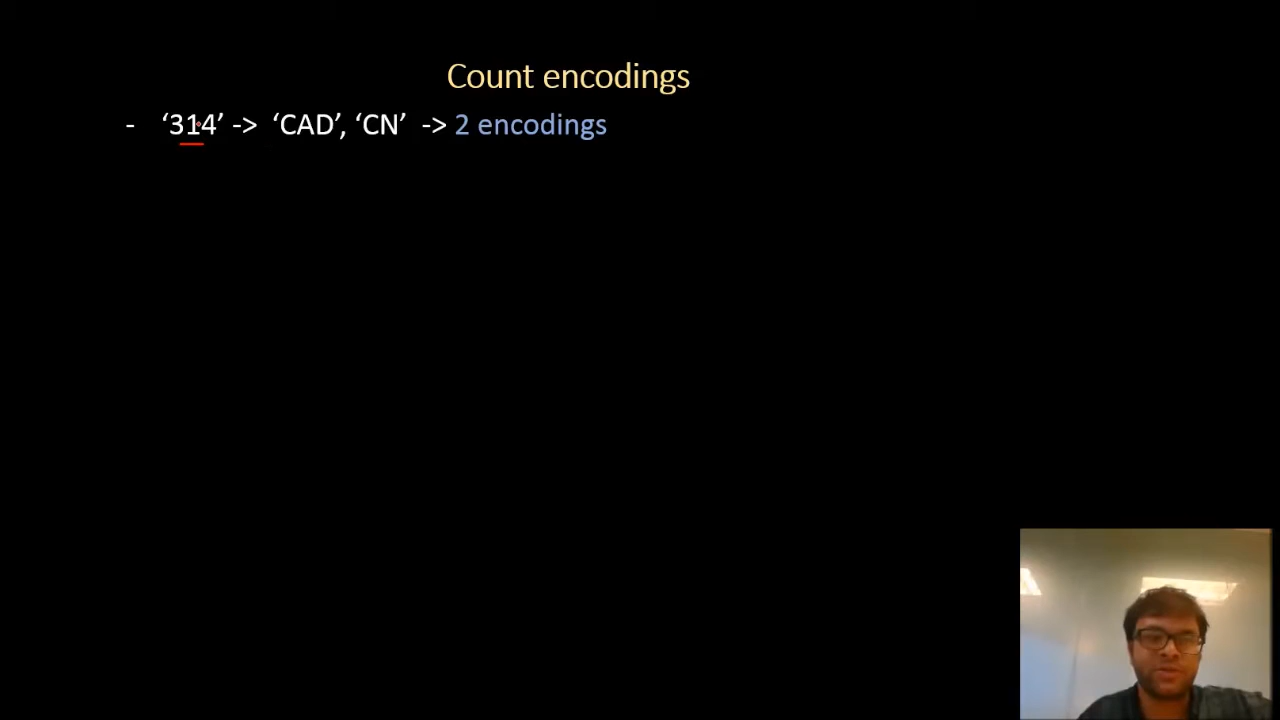 Count encodings
- ‘314’ -> ‘CAD’, ‘CN’ -> 2 encodings